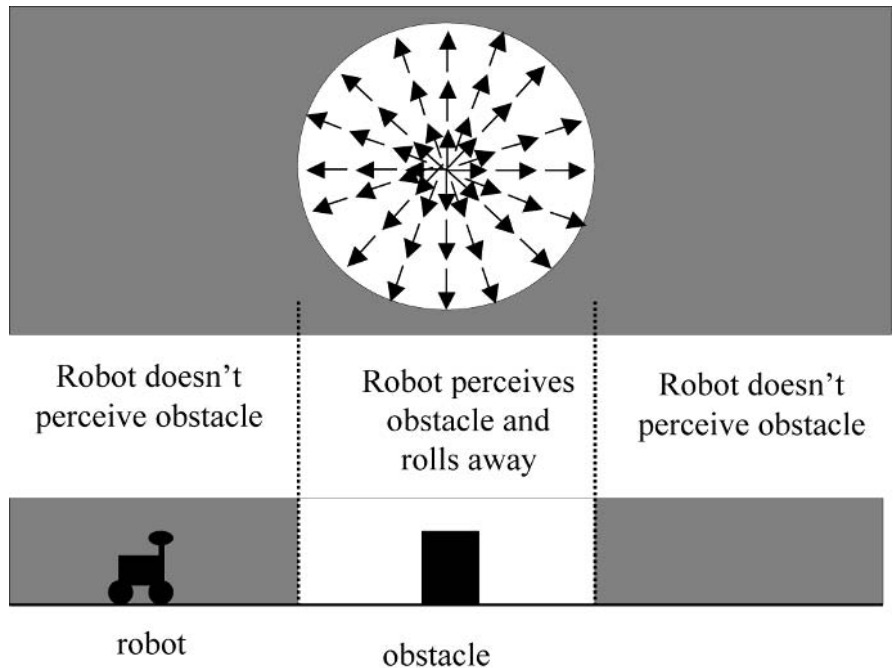 Robot doesn't
perceive obstacle
Robot perceives
obstacle and
rolls away
Robot doesn't
perceive obstacle
robot
obstacle